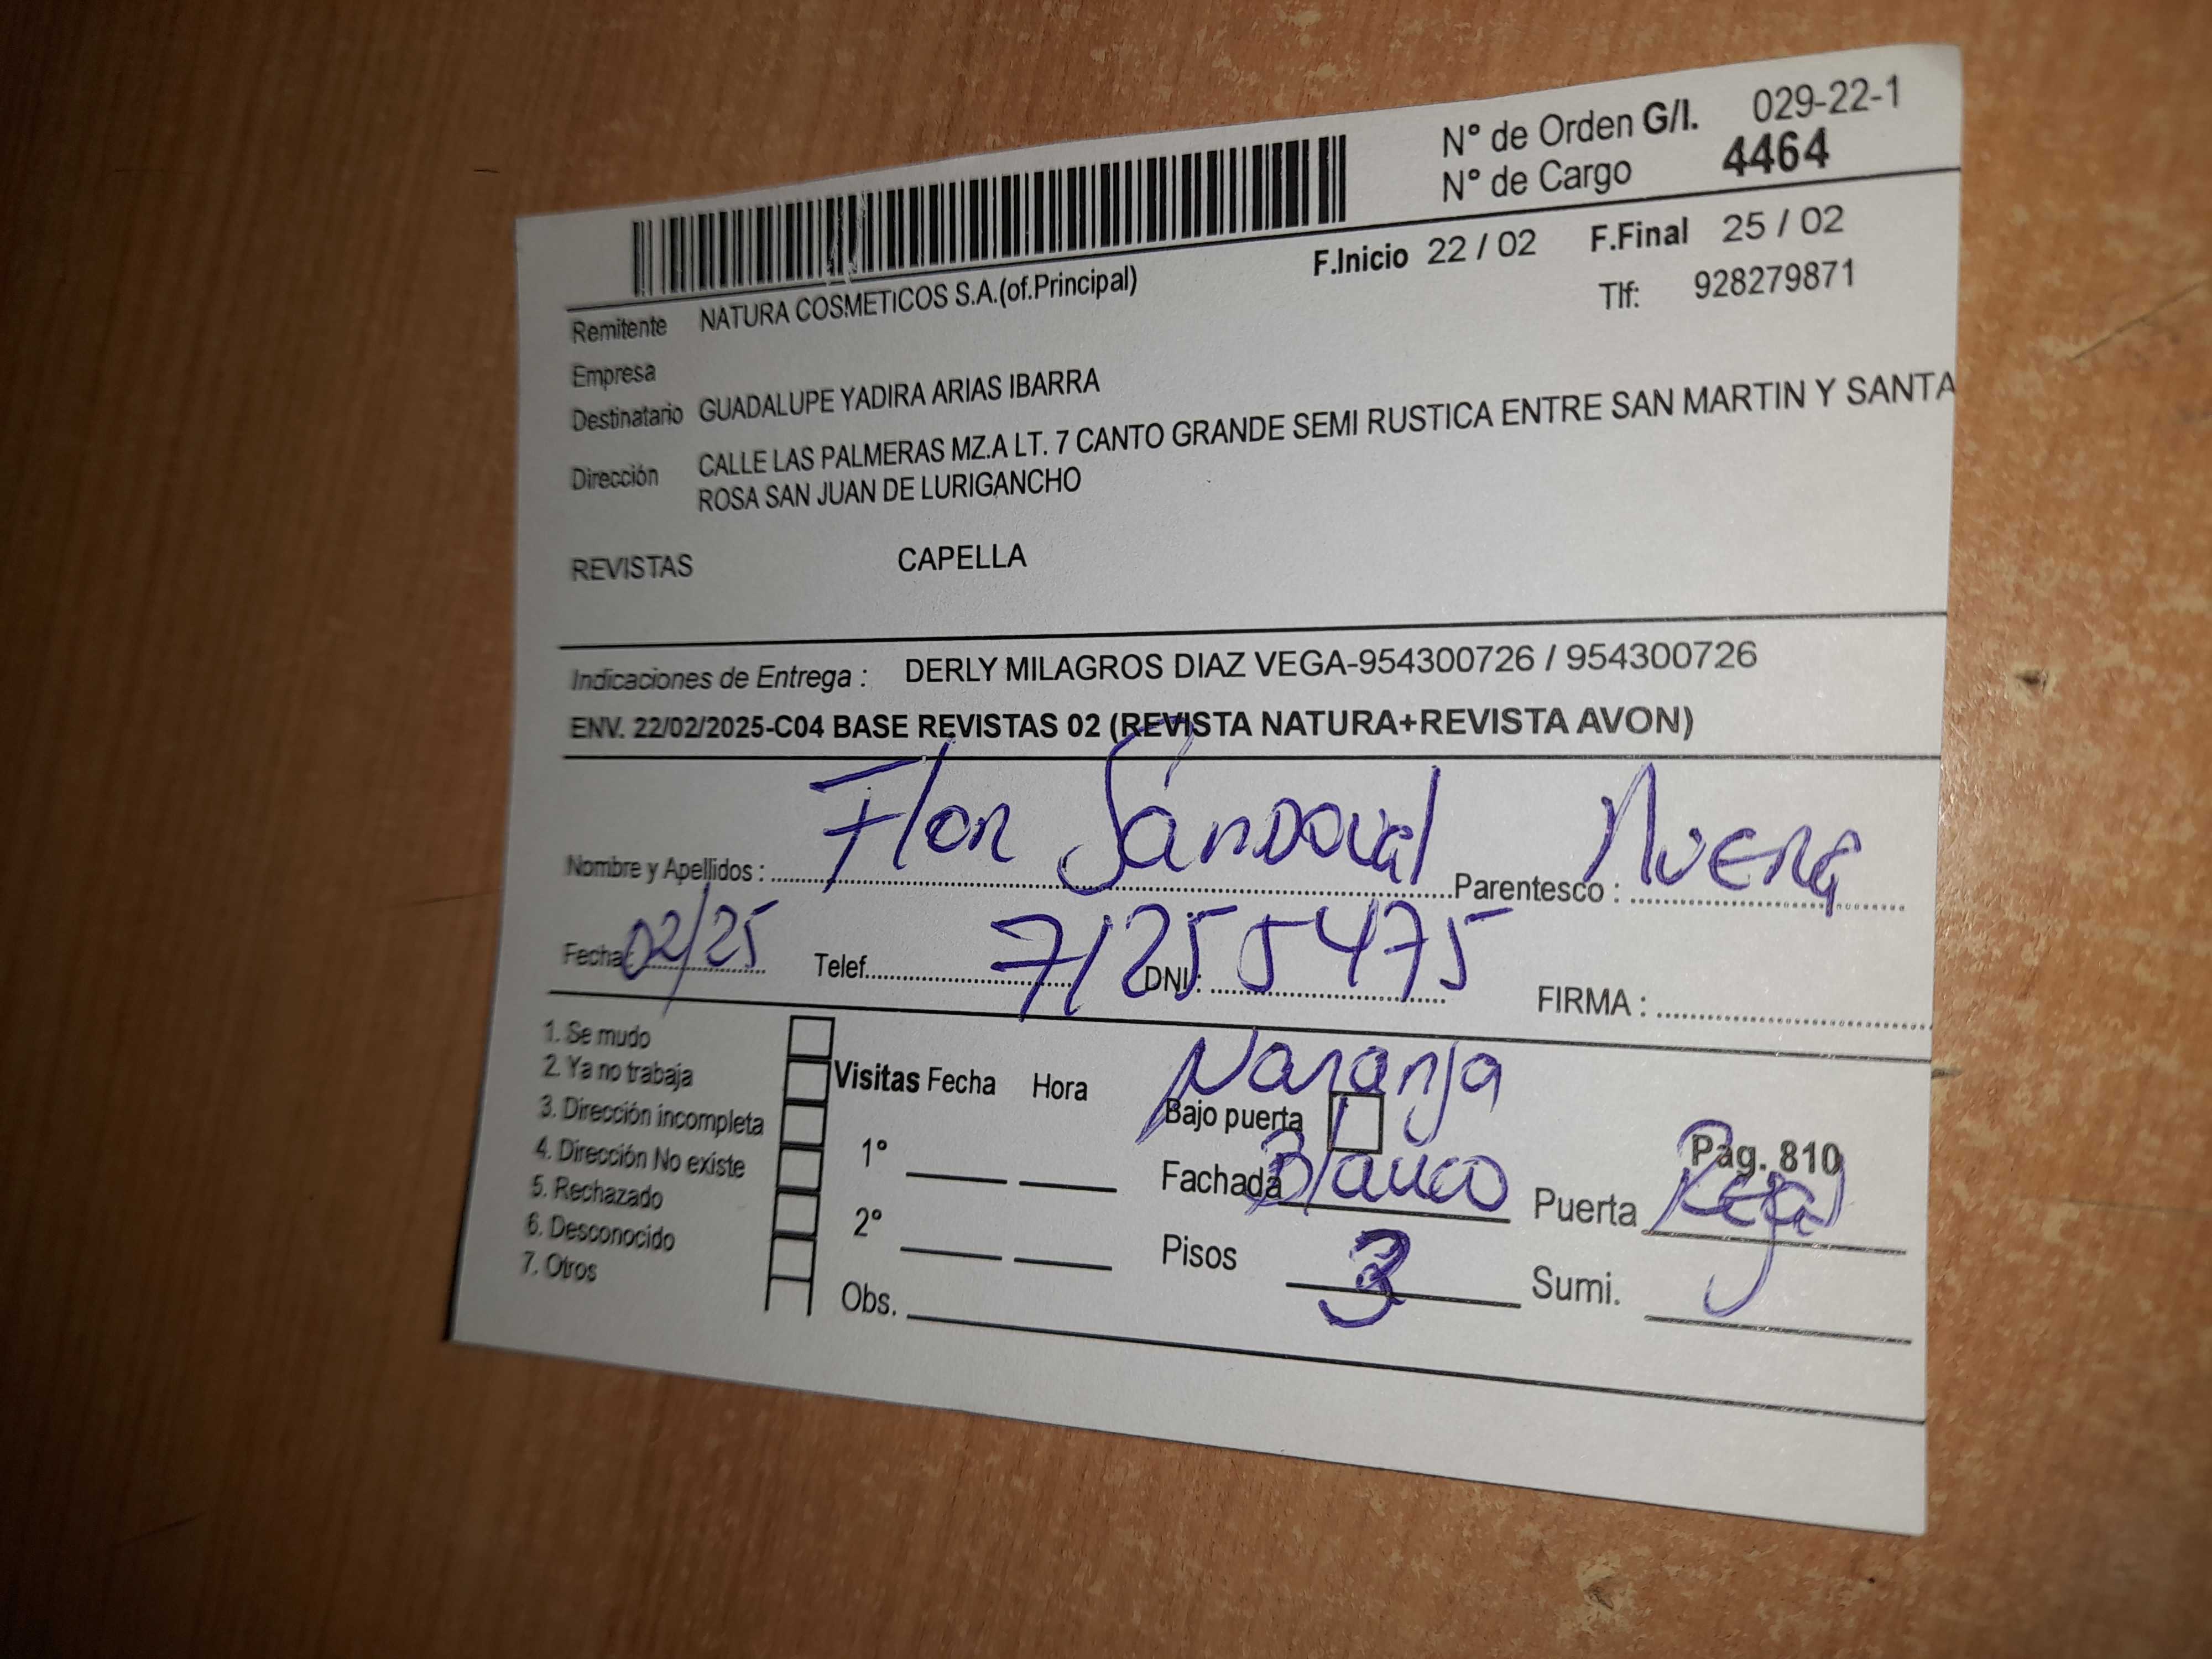 N° de Orden G/I. 029-22-1
N° de Cargo 4464
F.Inicio 22 / 02 F.Final 25 / 02
Remitente NATURA COSMETICOS S.A.(of.Principal) Tlf: 928279871
Empresa
Destinatario GUADALUPE YADIRA ARIAS IBARRA
Dirección CALLE LAS PALMERAS MZ.A LT. 7 CANTO GRANDE SEMI RUSTICA ENTRE SAN MARTIN Y SANTA
ROSA SAN JUAN DE LURIGANCHO
REVISTAS CAPELLA
Indicaciones de Entrega : DERLY MILAGROS DIAZ VEGA-954300726 / 954300726
ENV. 22/02/2025-C04 BASE REVISTAS 02 (REVISTA NATURA+REVISTA AVON)
Nombre y Apellidos : Flor Sandoval Parentesco : Nuera
Fecha: 02/25 Telef. DNI: 71255475 FIRMA :
1. Se mudo
2. Ya no trabaja
3. Dirección incompleta
4. Dirección No existe
5. Rechazado
6. Desconocido
7. Otros
Visitas Fecha Hora
1°
2°
Obs.
Naranja
Bajo puerta
Fachada Blanco
Pisos 3
Pag. 810
Puerta
Sumi.